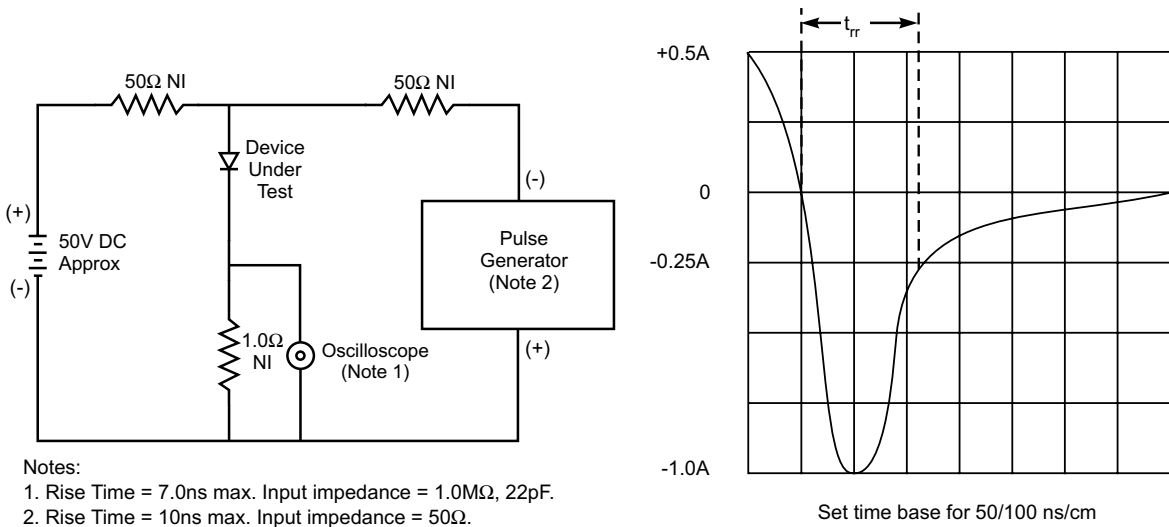 50Ω NI
50Ω NI
Device
Under
Test
(+)
50V DC
Approx
(-)
(-)
Pulse
Generator
(Note 2)
(+)
1.0Ω
NI
Oscilloscope
(Note 1)
Notes:
1. Rise Time = 7.0ns max. Input impedance = 1.0MΩ, 22pF.
2. Rise Time = 10ns max. Input impedance = 50Ω.
trr
+0.5A
0
-0.25A
-1.0A
Set time base for 50/100 ns/cm